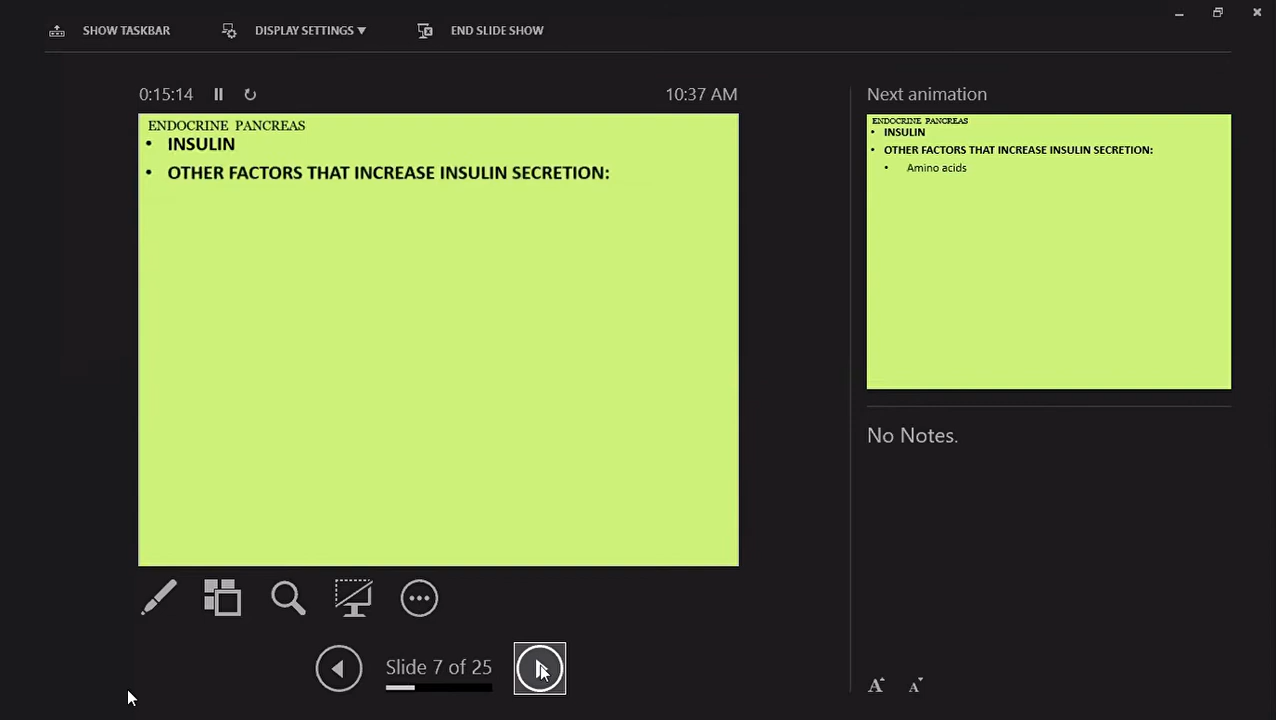 SHOW TASKBAR
DISPLAY SETTINGS
END SLIDE SHOW
0:15:14
10:37 AM
ENDOCRINE PANCREAS
• INSULIN
• OTHER FACTORS THAT INCREASE INSULIN SECRETION:
Slide 7 of 25
Next animation
ENDOCRINE PANCREAS
• INSULIN
• OTHER FACTORS THAT INCREASE INSULIN SECRETION:
• Amino acids
No Notes.
A A